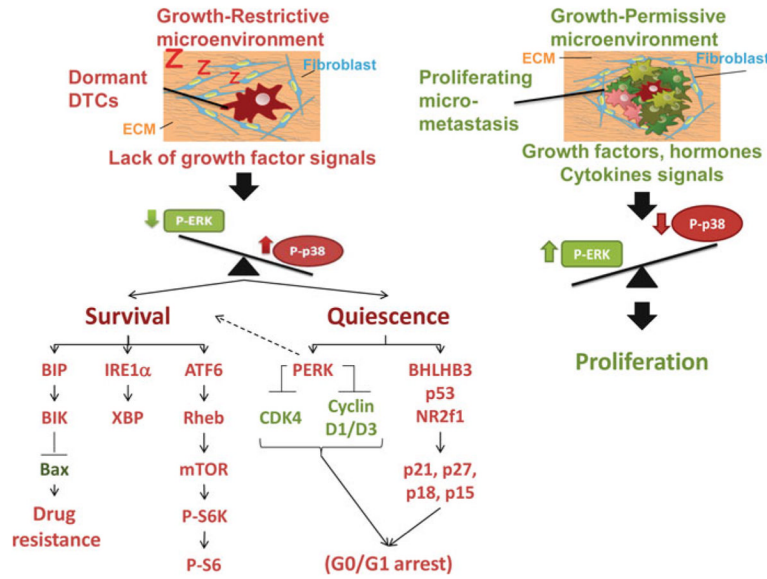 Growth-Restrictive
microenvironment
Z
Z
Z
Fibroblast
Dormant
DTCs
ECM
Lack of growth factor signals
P-ERK
P-p38
Growth-Permissive
microenvironment
ECM
Fibroblast
Proliferating
micro-
metastasis
Growth factors, hormones
Cytokines signals
P-p38
P-ERK
Proliferation
Survival
Quiescence
BIP
IRE1α
ATF6
PERK
BHLHB3
p53
NR2f1
BIK
XBP
Rheb
CDK4
Cyclin
D1/D3
Bax
mTOR
p21, p27,
p18, p15
Drug
resistance
P-S6K
P-S6
(G0/G1 arrest)